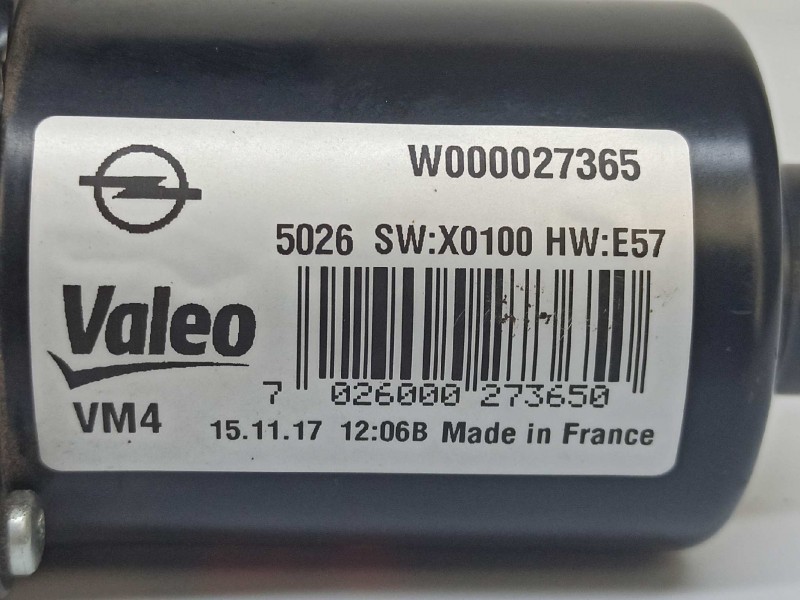 W000027365
5026 SW:X0100 HW:E57
Valeo
7 026000 273650
VM4
15.11.17 12:06B Made in France